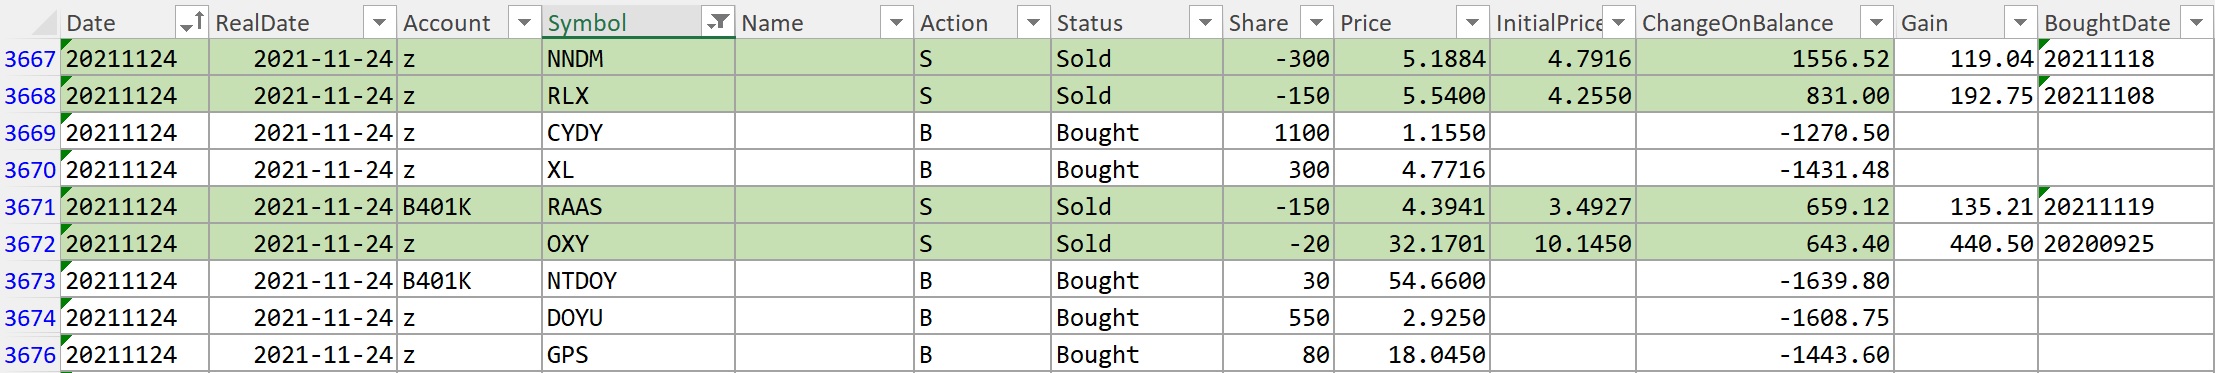 Date RealDate Account Symbol Name Action Status Share Price InitialPrice ChangeOnBalance Gain BoughtDate
3667 20211124 2021-11-24 z NNDM S Sold -300 5.1884 4.7916 1556.52 119.04 20211118
3668 20211124 2021-11-24 z RLX S Sold -150 5.5400 4.2550 831.00 192.75 20211108
3669 20211124 2021-11-24 z CYDY B Bought 1100 1.1550 -1270.50
3670 20211124 2021-11-24 z XL B Bought 300 4.7716 -1431.48
3671 20211124 2021-11-24 B401K RAAS S Sold -150 4.3941 3.4927 659.12 135.21 20211119
3672 20211124 2021-11-24 z OXY S Sold -20 32.1701 10.1450 643.40 440.50 20200925
3673 20211124 2021-11-24 B401K NTDOY B Bought 30 54.6600 -1639.80
3674 20211124 2021-11-24 z DOYU B Bought 550 2.9250 -1608.75
3676 20211124 2021-11-24 z GPS B Bought 80 18.0450 -1443.60